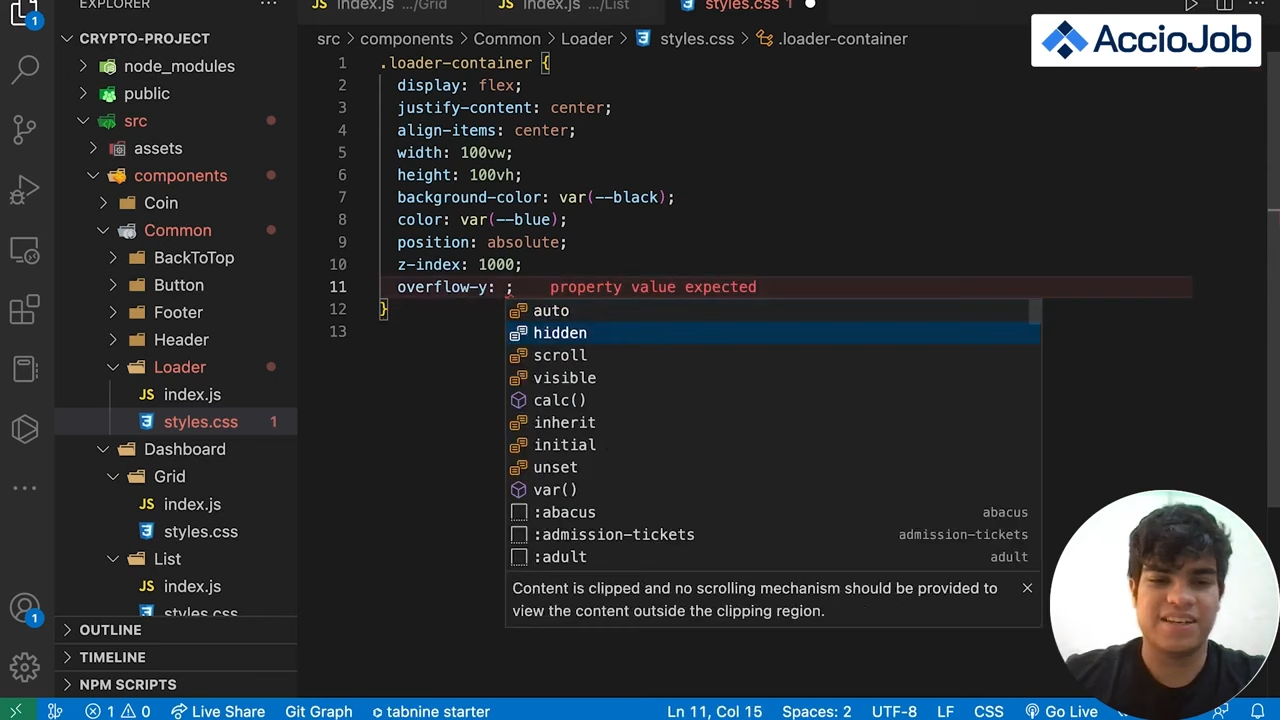 EXPLORER ...
index.js .../Grid
index.js .../List
styles.css 1
AccioJob
CRYPTO-PROJECT
src > components > Common > Loader > styles.css > .loader-container
node_modules
public
src
assets
components
Coin
Common
BackToTop
Button
Footer
Header
Loader
index.js
styles.css 1
Dashboard
Grid
index.js
styles.css
List
index.js
styles.css
OUTLINE
TIMELINE
NPM SCRIPTS
1 .loader-container {
2 display: flex;
3 justify-content: center;
4 align-items: center;
5 width: 100vw;
6 height: 100vh;
7 background-color: var(--black);
8 color: var(--blue);
9 position: absolute;
10 z-index: 1000;
11 overflow-y: ; property value expected
12 }
13
auto
hidden
scroll
visible
calc()
inherit
initial
unset
var()
:abacus abacus
:admission-tickets admission-tickets
:adult adult
Content is clipped and no scrolling mechanism should be provided to
view the content outside the clipping region.
1
1
1 0 Live Share Git Graph tabnine starter Ln 11, Col 15 Spaces: 2 UTF-8 LF CSS Go Live